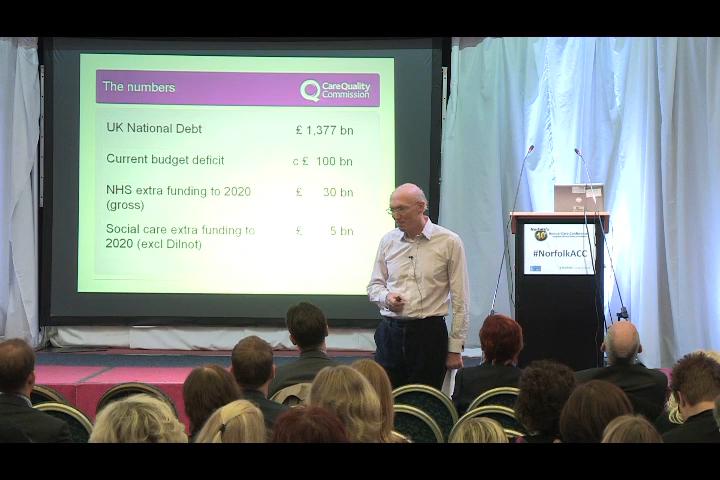 The numbers
CareQuality
Commission
UK National Debt £ 1,377 bn
Current budget deficit c £ 100 bn
NHS extra funding to 2020 £ 30 bn
(gross)
Social care extra funding to £ 5 bn
2020 (excl Dilnot)
#NorfolkACC